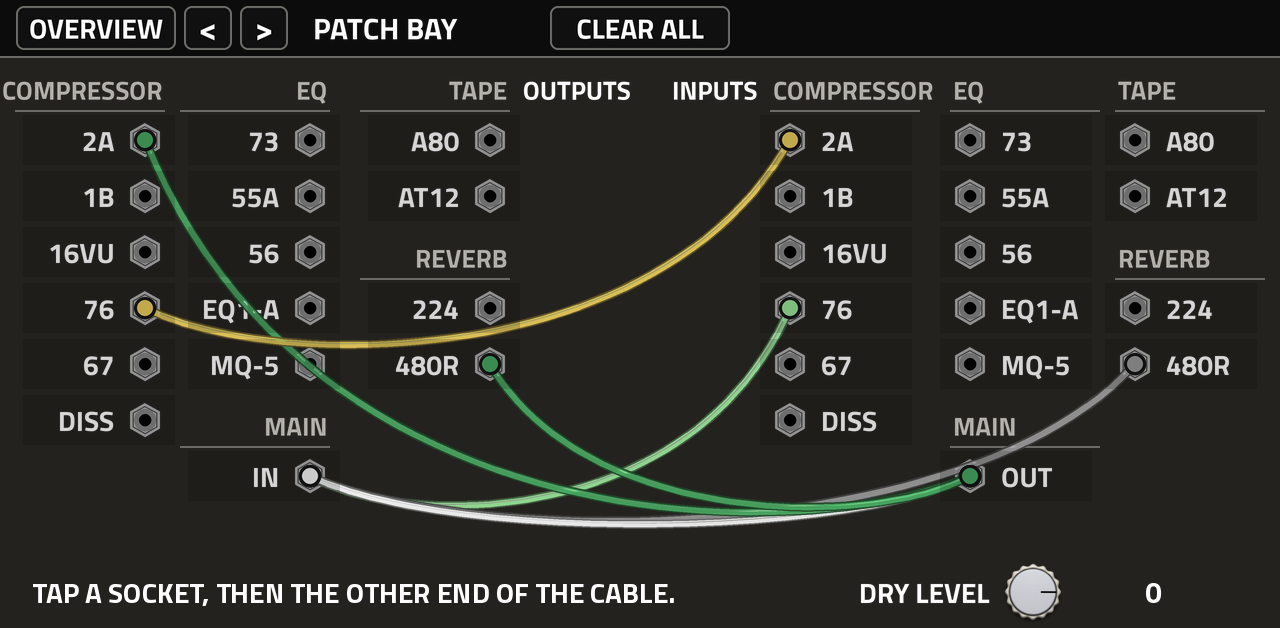 OVERVIEW < > PATCH BAY CLEAR ALL
COMPRESSOR EQ TAPE OUTPUTS INPUTS COMPRESSOR EQ TAPE
2A 73 A80 2A 73 A80
1B 55A AT12 1B 55A AT12
16VU 56 16VU 56
REVERB REVERB
76 EQ1-A 224 76 EQ1-A 224
67 MQ-5 480R 67 MQ-5 480R
DISS DISS
MAIN MAIN
IN OUT
TAP A SOCKET, THEN THE OTHER END OF THE CABLE. DRY LEVEL 0